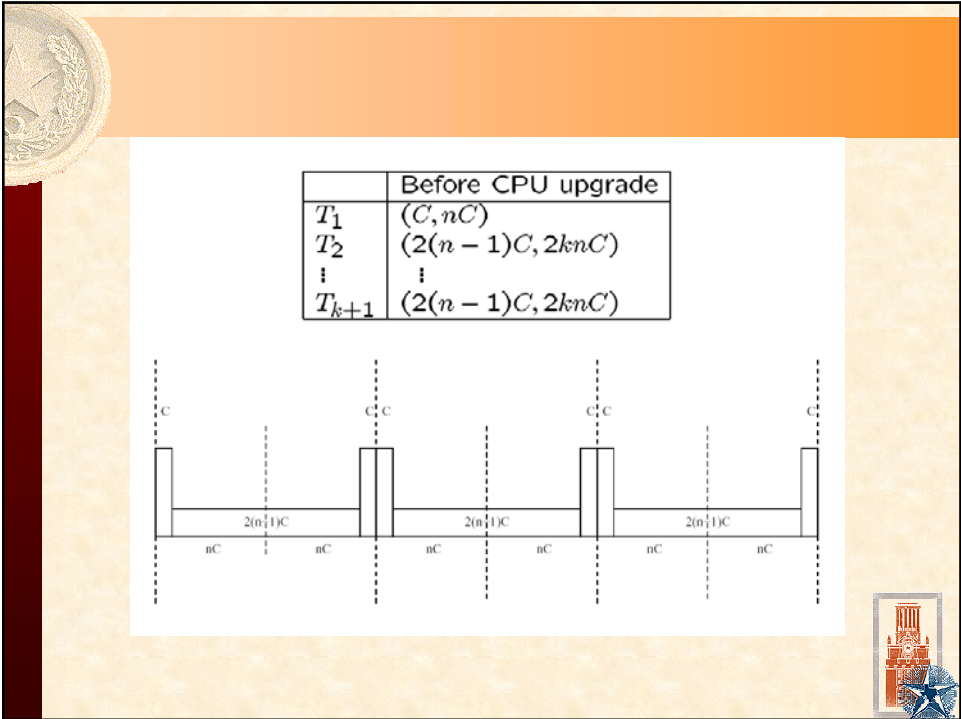 Before CPU upgrade
T₁ (C, nC)
T₂ (2(n − 1)C, 2knC)
⋮ ⋮
Tₖ₊₁ (2(n − 1)C, 2knC)
C C C C C C
2(n-1)C 2(n-1)C 2(n-1)C
nC nC nC nC nC nC